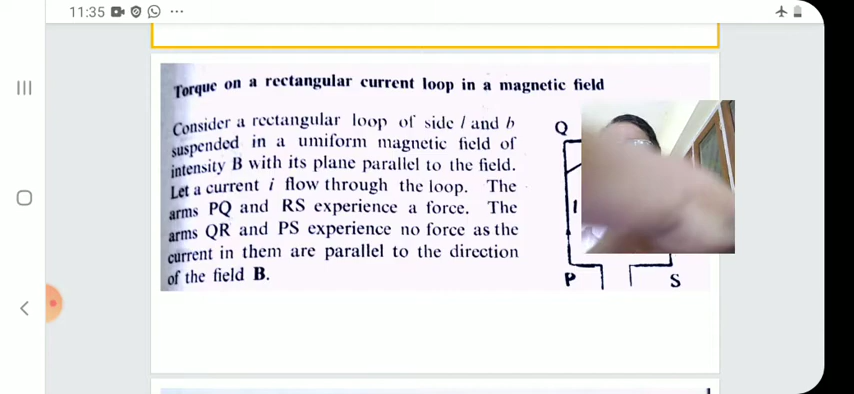 11:35
Torque on a rectangular current loop in a magnetic field
Consider a rectangular loop of side l and b
suspended in a umiform magnetic field of
intensity B with its plane parallel to the field.
Let a current i flow through the loop. The
arms PQ and RS experience a force. The
arms QR and PS experience no force as the
current in them are parallel to the direction
of the field B.
Q
l
P
S